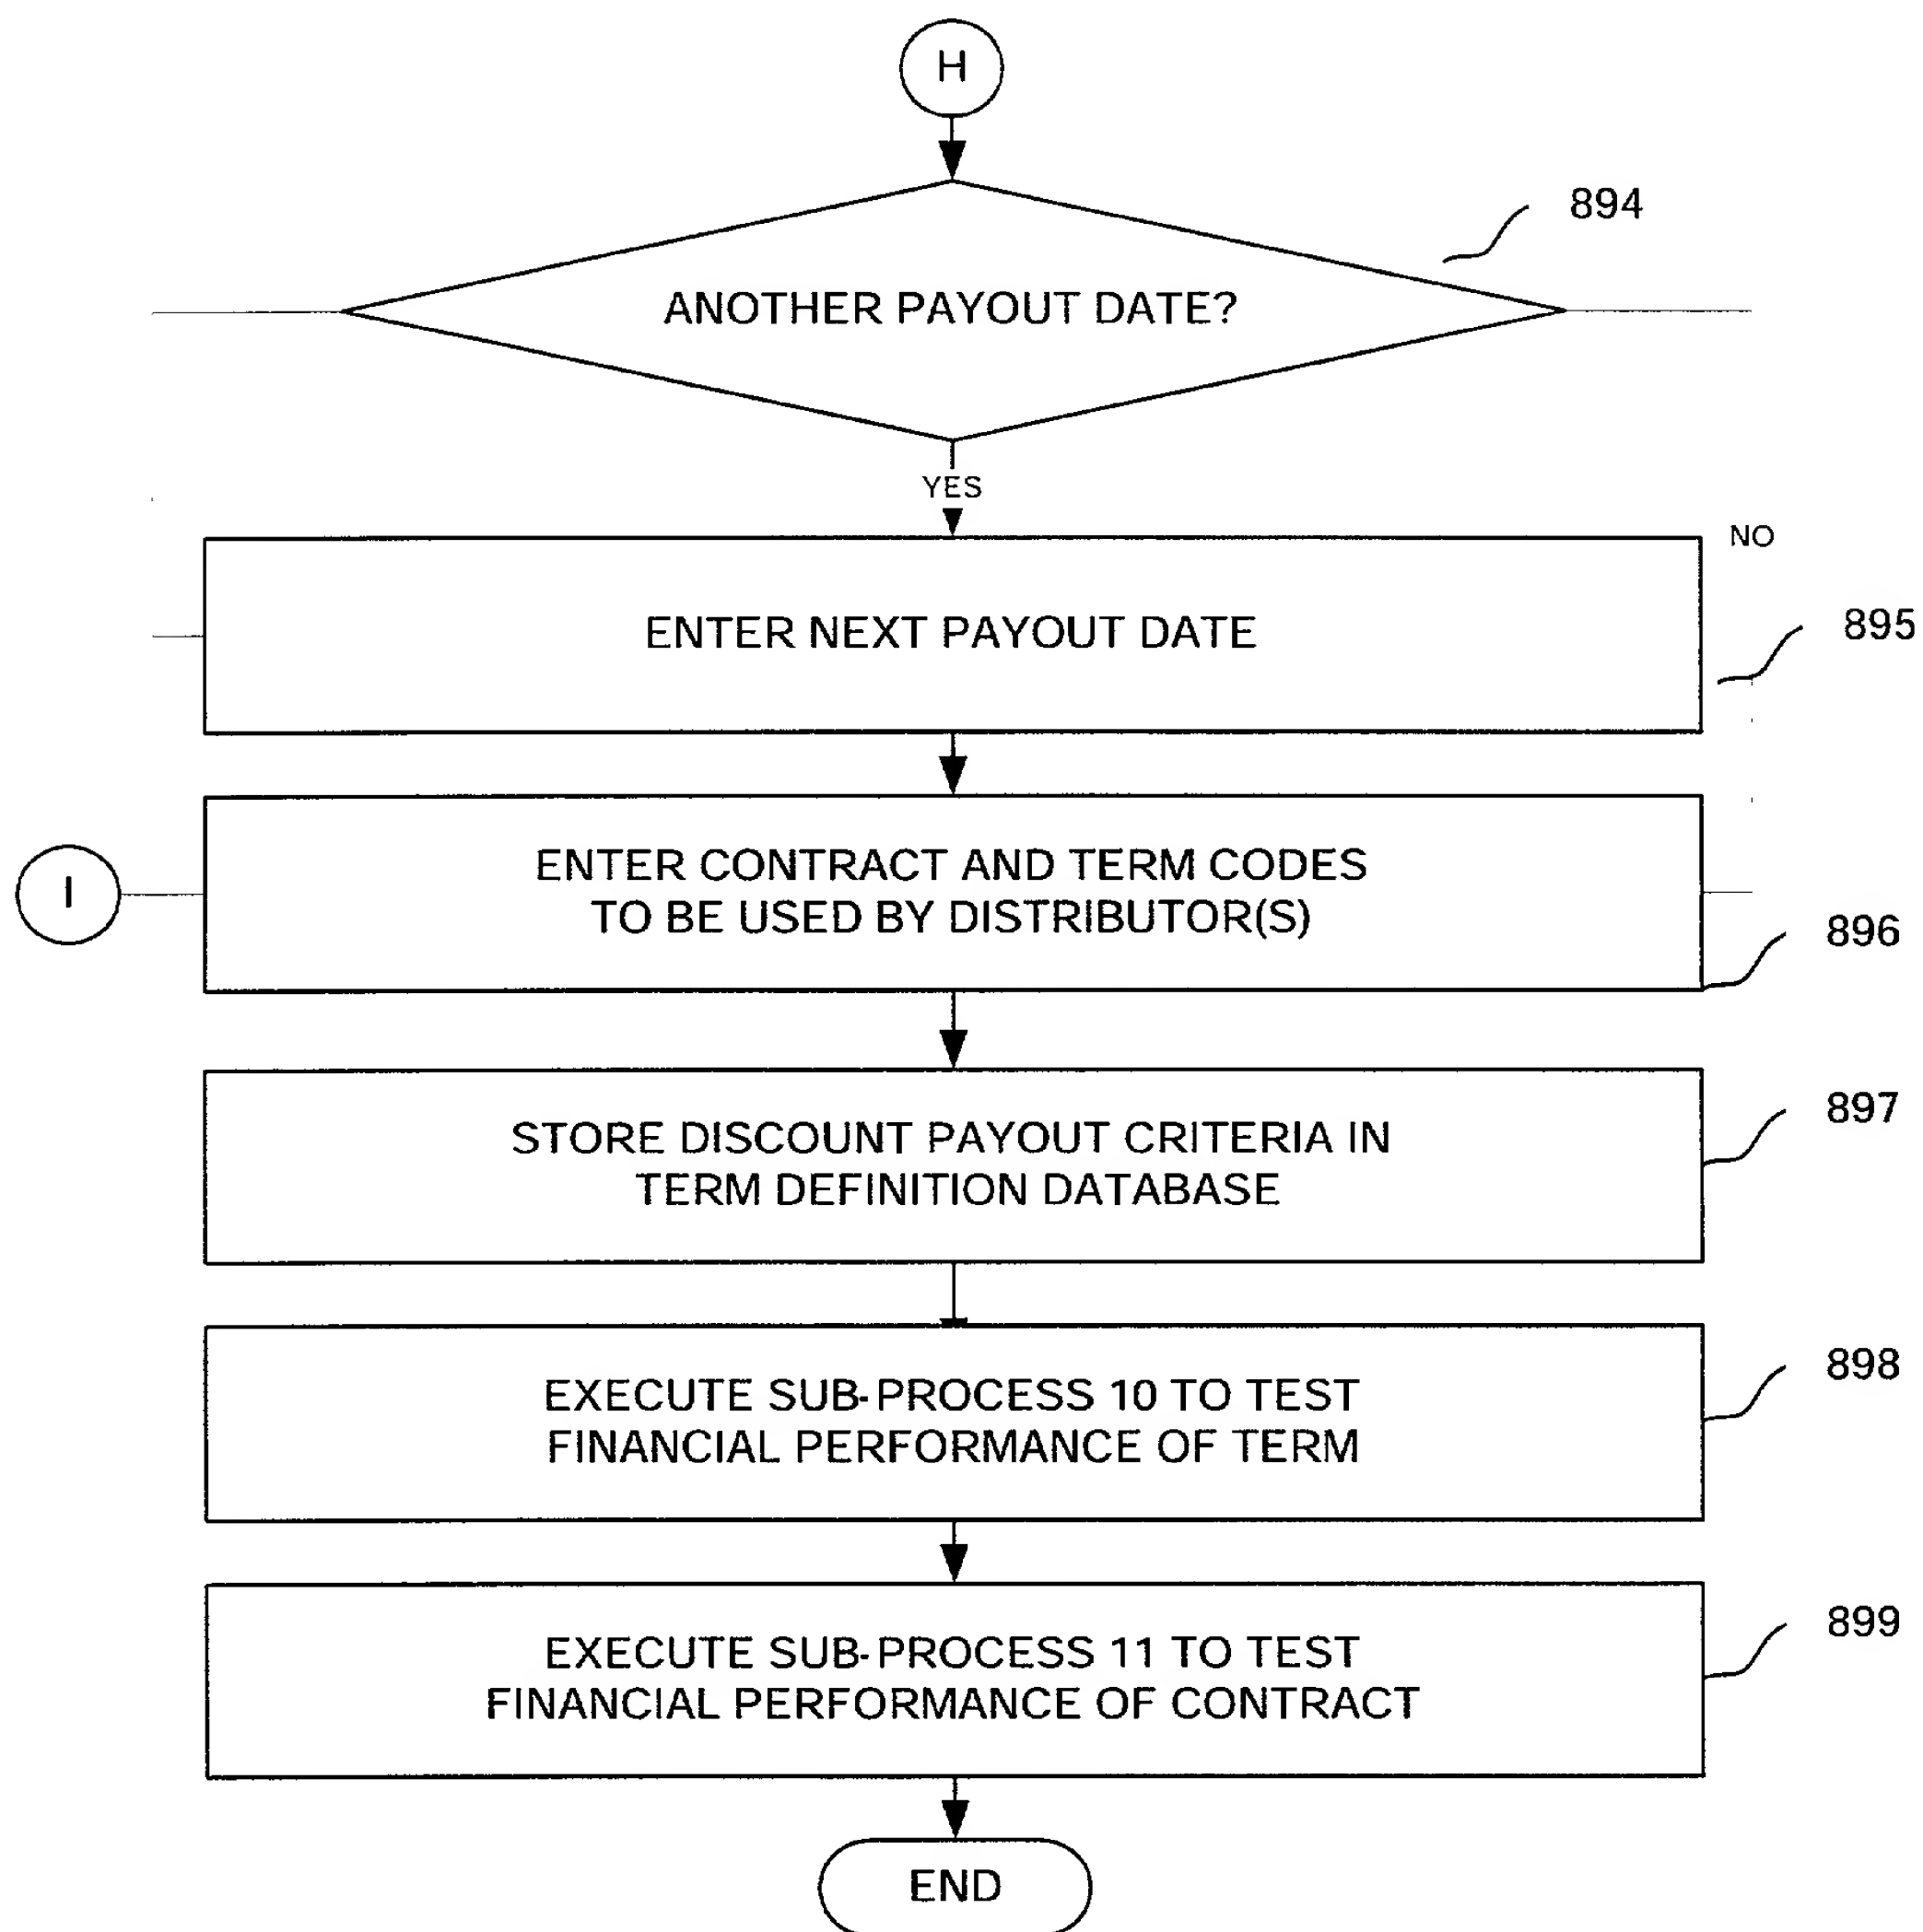 H
894
ANOTHER PAYOUT DATE?
YES
NO
ENTER NEXT PAYOUT DATE
895
ENTER CONTRACT AND TERM CODES
TO BE USED BY DISTRIBUTOR(S)
I
896
STORE DISCOUNT PAYOUT CRITERIA IN
TERM DEFINITION DATABASE
897
EXECUTE SUB-PROCESS 10 TO TEST
FINANCIAL PERFORMANCE OF TERM
898
EXECUTE SUB-PROCESS 11 TO TEST
FINANCIAL PERFORMANCE OF CONTRACT
899
END